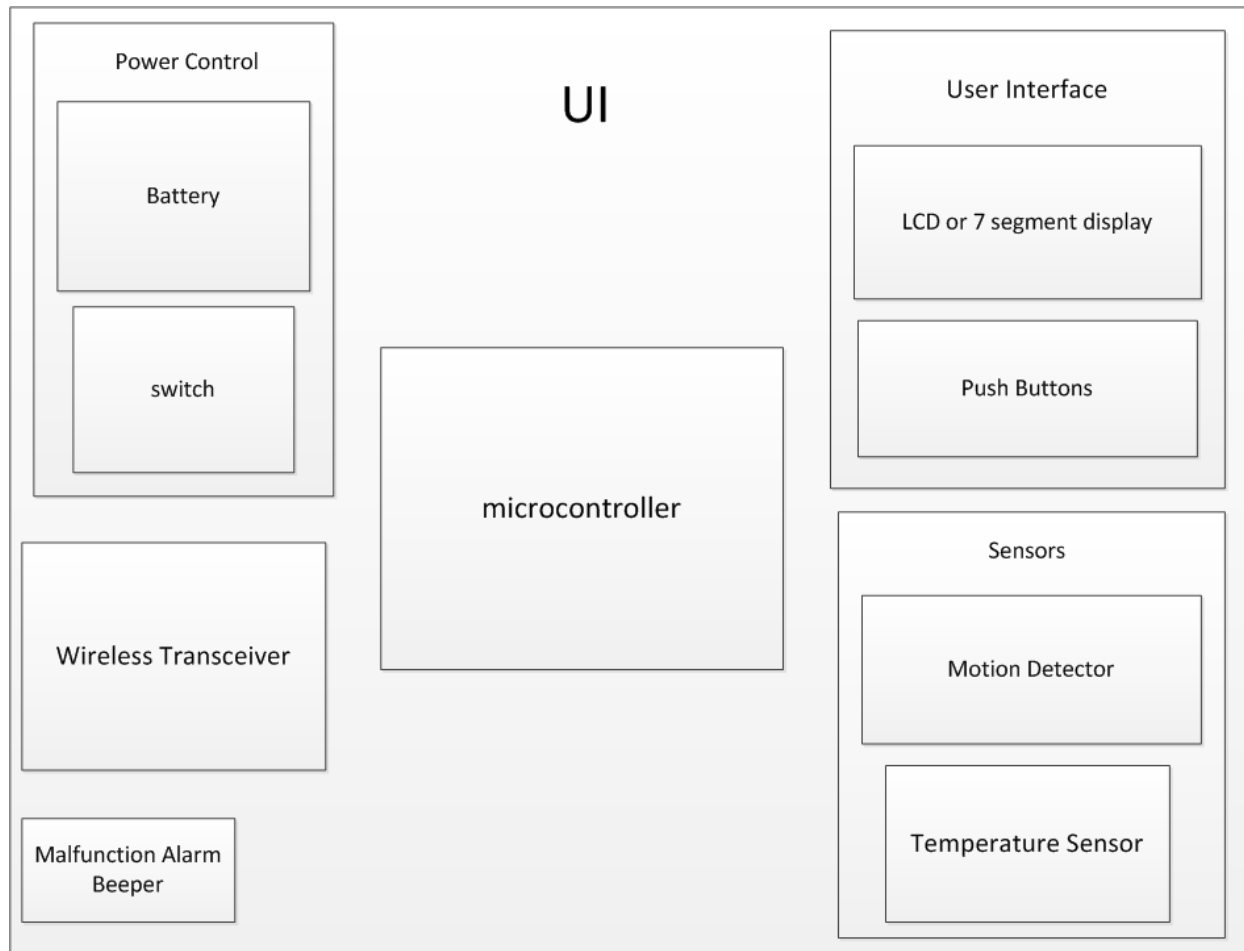 UI
Power Control
Battery
switch
Wireless Transceiver
Malfunction Alarm
Beeper
microcontroller
User Interface
LCD or 7 segment display
Push Buttons
Sensors
Motion Detector
Temperature Sensor